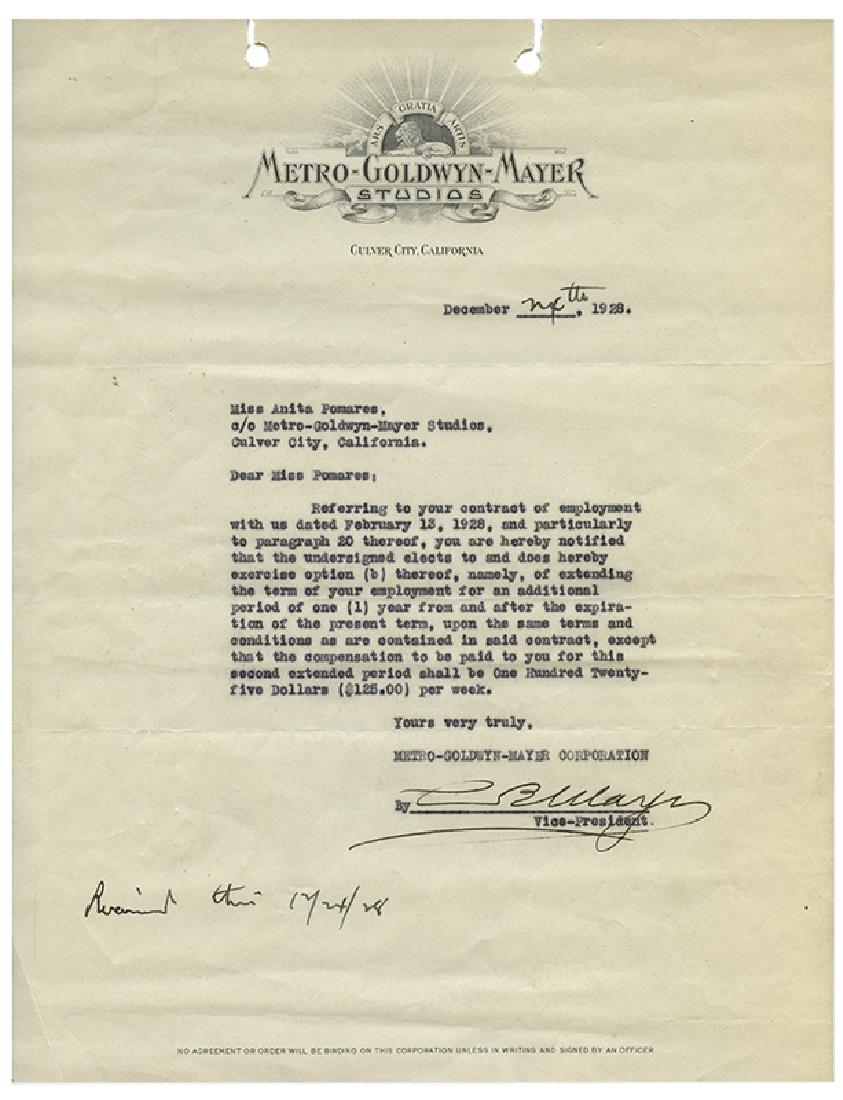 ARS GRATIA ARTIS
METRO-GOLDWYN-MAYER
STUDIOS
CULVER CITY, CALIFORNIA
December 24th, 1928.
Miss Anita Pomares,
c/o Metro-Goldwyn-Mayer Studios,
Culver City, California.
Dear Miss Pomares:
Referring to your contract of employment
with us dated February 13, 1928, and particularly
to paragraph 20 thereof, you are hereby notified
that the undersigned elects to and does hereby
exercise option (b) thereof, namely, of extending
the term of your employment for an additional
period of one (1) year from and after the expira-
tion of the present term, upon the same terms and
conditions as are contained in said contract, except
that the compensation to be paid to you for this
second extended period shall be One Hundred Twenty-
five Dollars ($125.00) per week.
Yours very truly,
METRO-GOLDWYN-MAYER CORPORATION
By L B Mayer
Vice-President.
Received this 12/24/28
NO AGREEMENT OR ORDER WILL BE BINDING ON THIS CORPORATION UNLESS IN WRITING AND SIGNED BY AN OFFICER